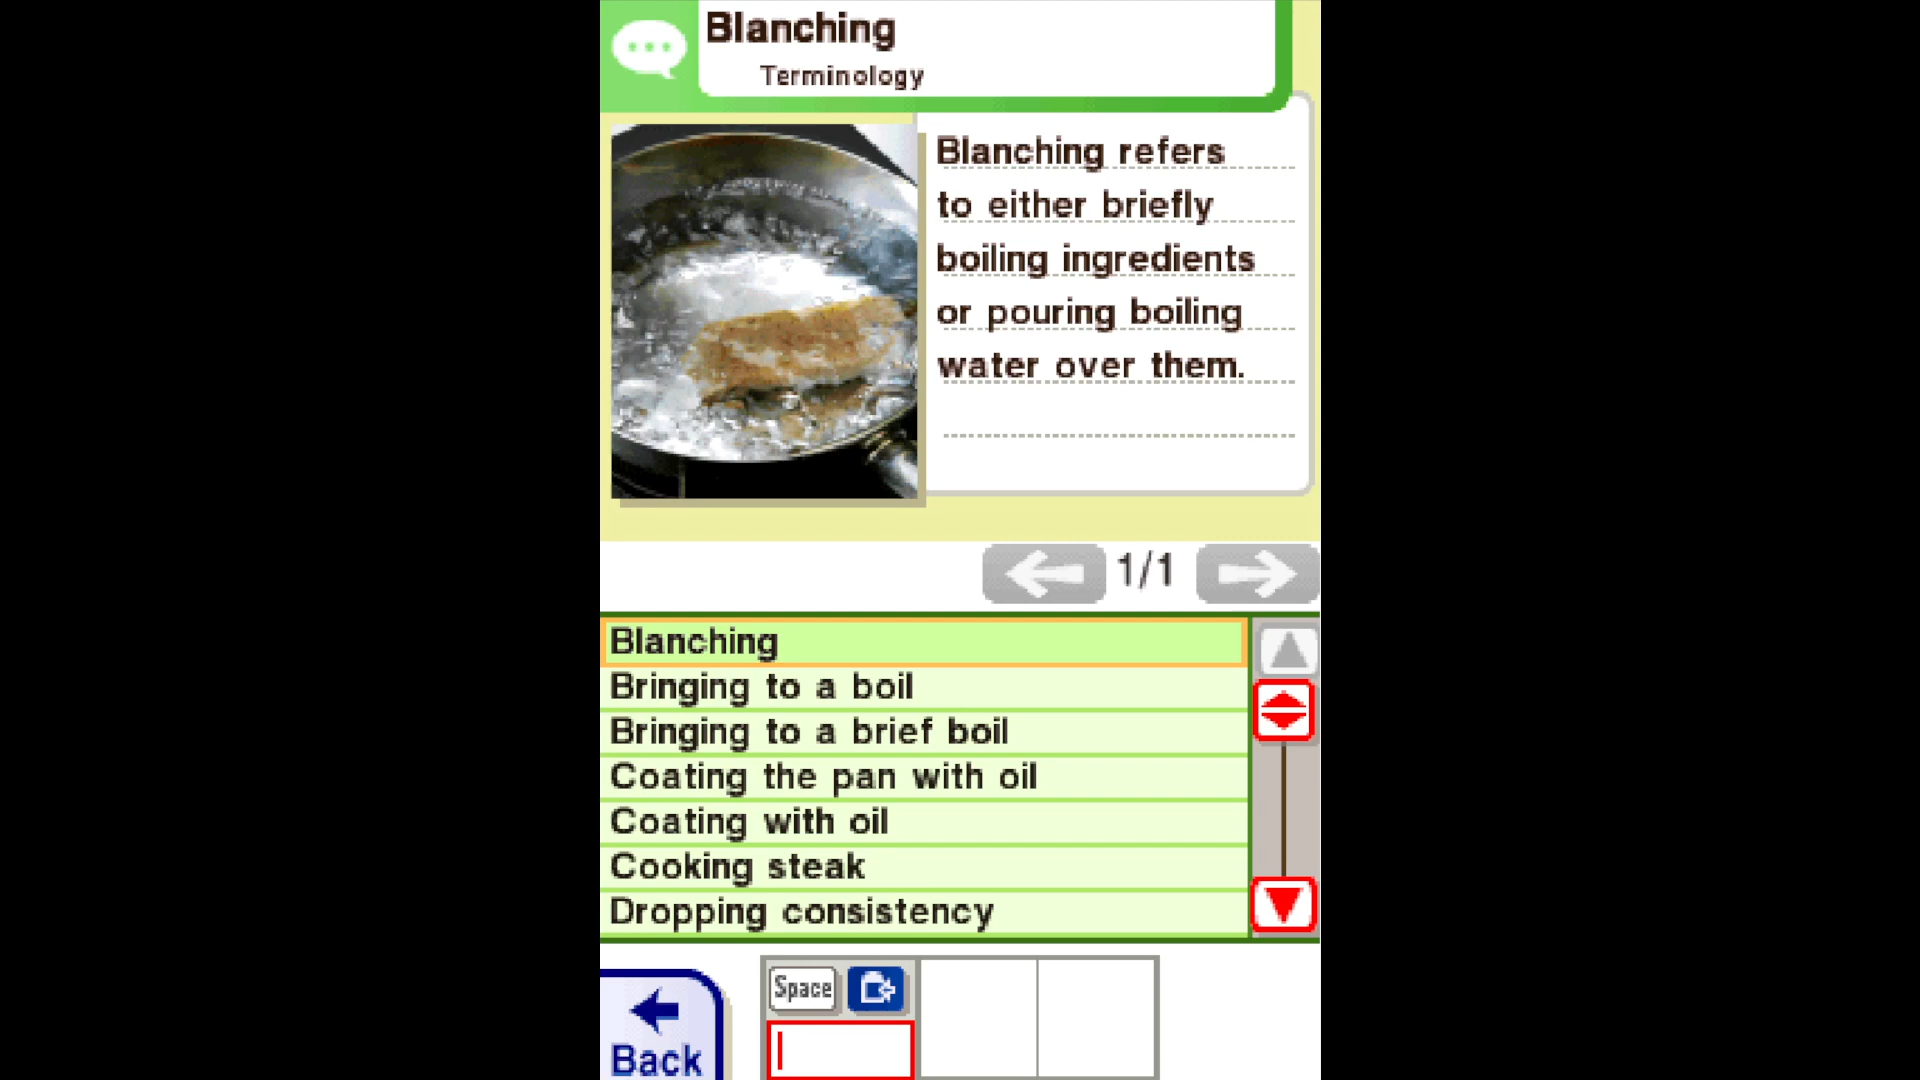 Blanching
Terminology
Blanching refers
to either briefly
boiling ingredients
or pouring boiling
water over them.
1/1
Blanching
Bringing to a boil
Bringing to a brief boil
Coating the pan with oil
Coating with oil
Cooking steak
Dropping consistency
Space
Back